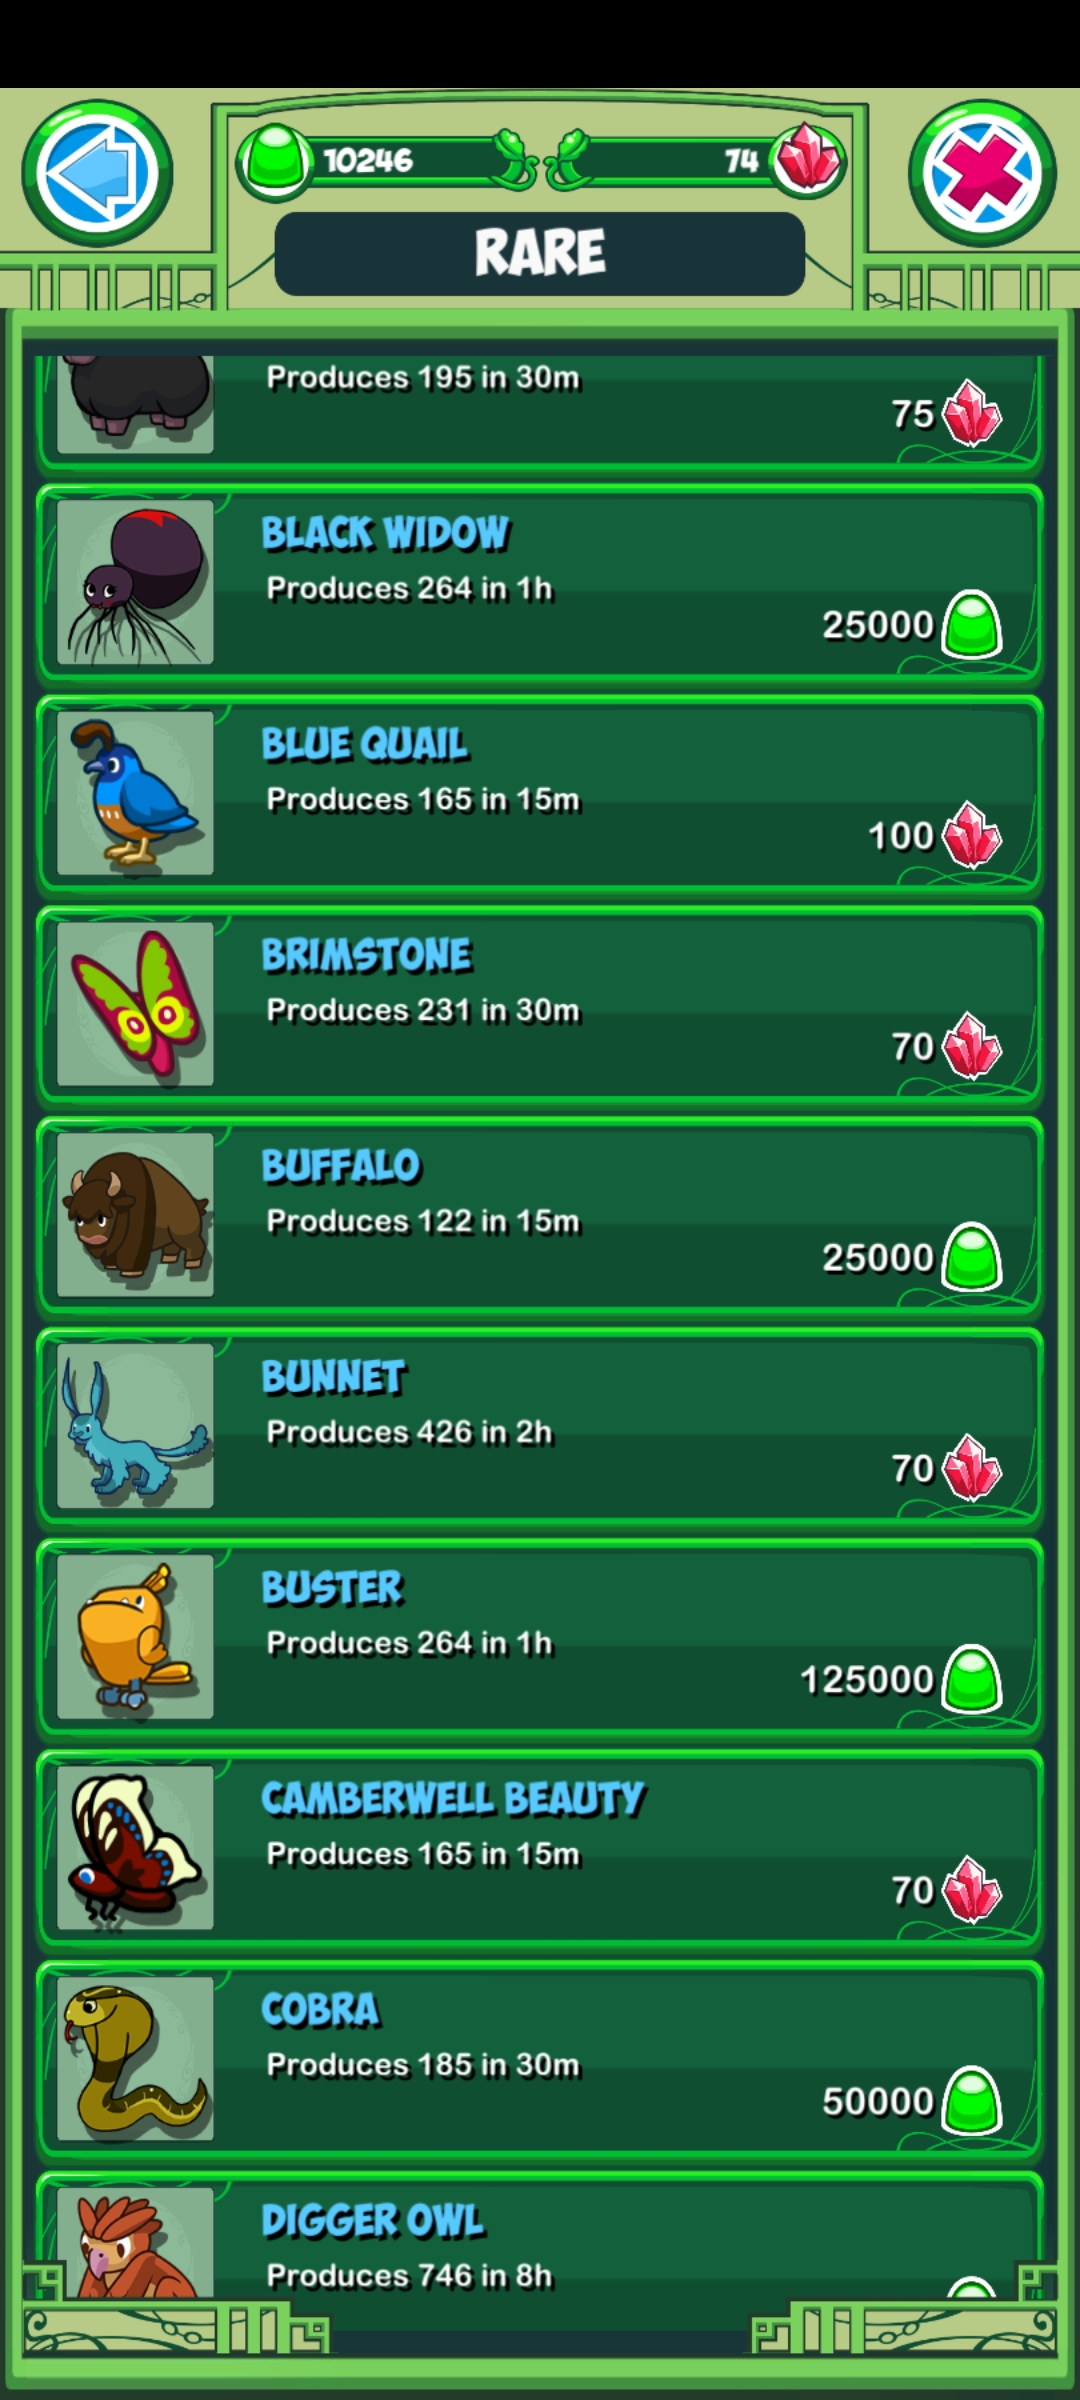 10246
74
RARE
Produces 195 in 30m
75
BLACK WIDOW
Produces 264 in 1h
25000
BLUE QUAIL
Produces 165 in 15m
100
BRIMSTONE
Produces 231 in 30m
70
BUFFALO
Produces 122 in 15m
25000
BUNNET
Produces 426 in 2h
70
BUSTER
Produces 264 in 1h
125000
CAMBERWELL BEAUTY
Produces 165 in 15m
70
COBRA
Produces 185 in 30m
50000
DIGGER OWL
Produces 746 in 8h